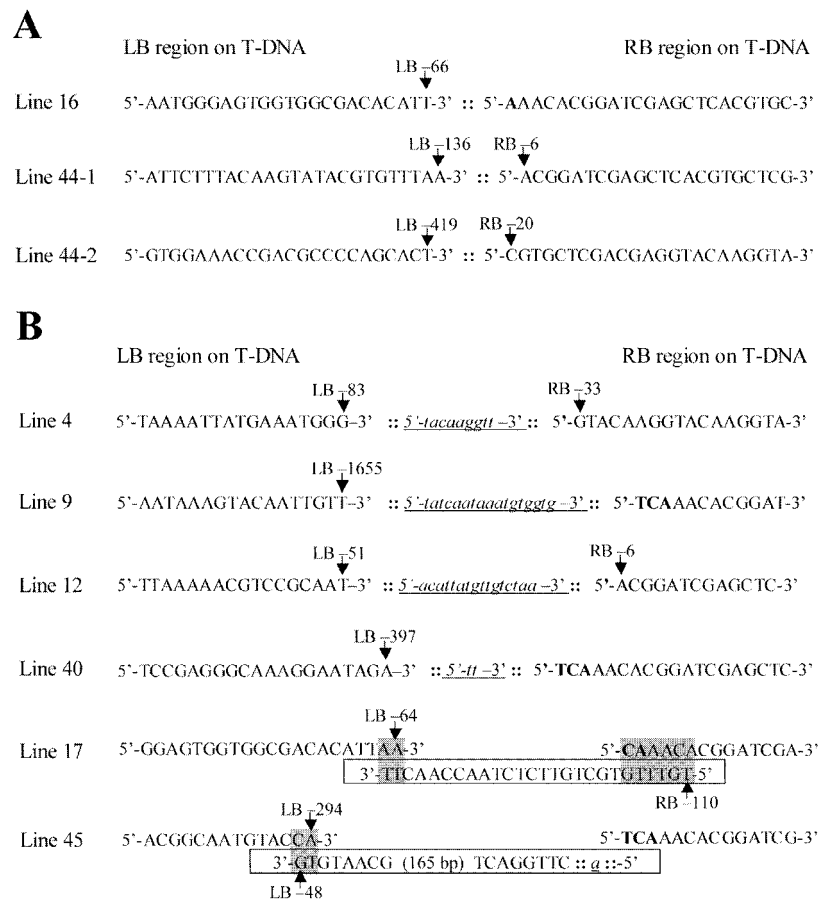 A
LB region on T-DNA RB region on T-DNA
LB –66
Line 16 5’-AATGGGAGTGGTGGCGACACATT-3’ :: 5’-AAACACGGATCGAGCTCACGTGC-3’
LB –136 RB –6
Line 44-1 5’-ATTCTTTACAAGTATACGTGTTTAA-3’ :: 5’-ACGGATCGAGCTCACGTGCTCG-3’
LB –419 RB –20
Line 44-2 5’-GTGGAAACCGACGCCCCAGCACT-3’ :: 5’-CGTGCTCGACGAGGTACAAGGTA-3’
B
LB region on T-DNA RB region on T-DNA
LB –83 RB –33
Line 4 5’-TAAAATTATGAAATGGG–3’ :: 5’-tacaaggtt –3’ :: 5’-GTACAAGGTACAAGGTA-3’
LB –1655
Line 9 5’-AATAAAGTACAATTGTT–3’ :: 5’-tatcaataaatgtggtg –3’ :: 5’-TCAAACACGGAT-3’
LB –51 RB –6
Line 12 5’-TTAAAAACGTCCGCAAT–3’ :: 5’-acattatgttgtctaa –3’ :: 5’-ACGGATCGAGCTC-3’
LB –397
Line 40 5’-TCCGAGGGCAAAGGAATAGA–3’ :: 5’-tt –3’ :: 5’-TCAAACACGGATCGAGCTC-3’
LB –64
Line 17 5’-GGAGTGGTGGCGACACATTAA-3’ 5’-CAAACACGGATCGA-3’
3’-TTCAACCAATCTCTTGTCGTGTTTGT-5’
RB –110
LB –294
Line 45 5’-ACGGCAATGTACCA-3’ 5’-TCAAACACGGATCG-3’
3’-GTGTAACG (165 bp) TCAGGTTC :: a ::-5’
LB –48